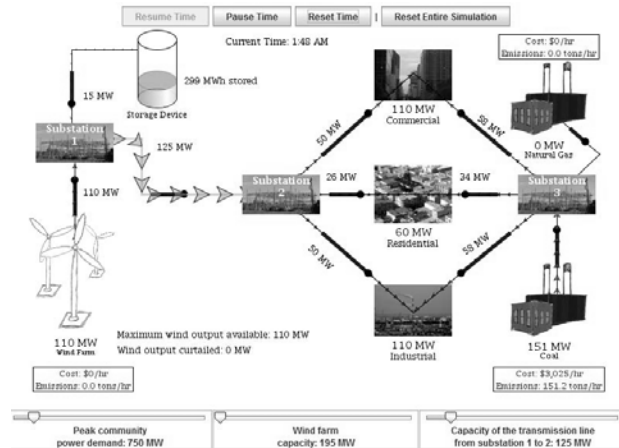 Resume Time
Pause Time
Reset Time
Reset Entire Simulation
Current Time: 1:48 AM
Cost: $0/hr
Emissions: 0.0 tons/hr
299 MWh stored
Storage Device
15 MW
Substation
1
125 MW
110 MW
110 MW
Commercial
50 MW
58 MW
0 MW
Natural Gas
Substation
2
26 MW
34 MW
Substation
3
60 MW
Residential
50 MW
58 MW
110 MW
Wind Farm
Maximum wind output available: 110 MW
Wind output curtailed: 0 MW
110 MW
Industrial
151 MW
Coal
Cost: $0/hr
Emissions: 0.0 tons/hr
Cost: $3,025/hr
Emissions: 151.2 tons/hr
Peak community
power demand: 750 MW
Wind farm
capacity: 195 MW
Capacity of the transmission line
from substation 1 to 2: 125 MW